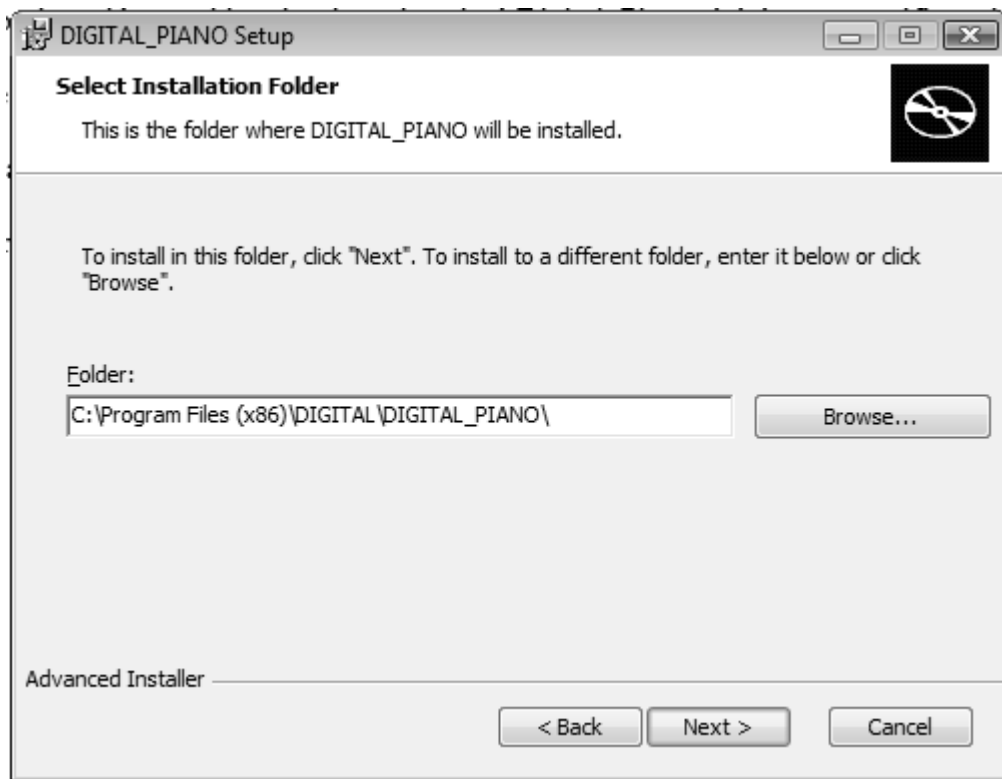 DIGITAL_PIANO Setup
Select Installation Folder
This is the folder where DIGITAL_PIANO will be installed.
To install in this folder, click "Next". To install to a different folder, enter it below or click
"Browse".
Folder:
C:\Program Files (x86)\DIGITAL\DIGITAL_PIANO\
Browse...
Advanced Installer
< Back
Next >
Cancel